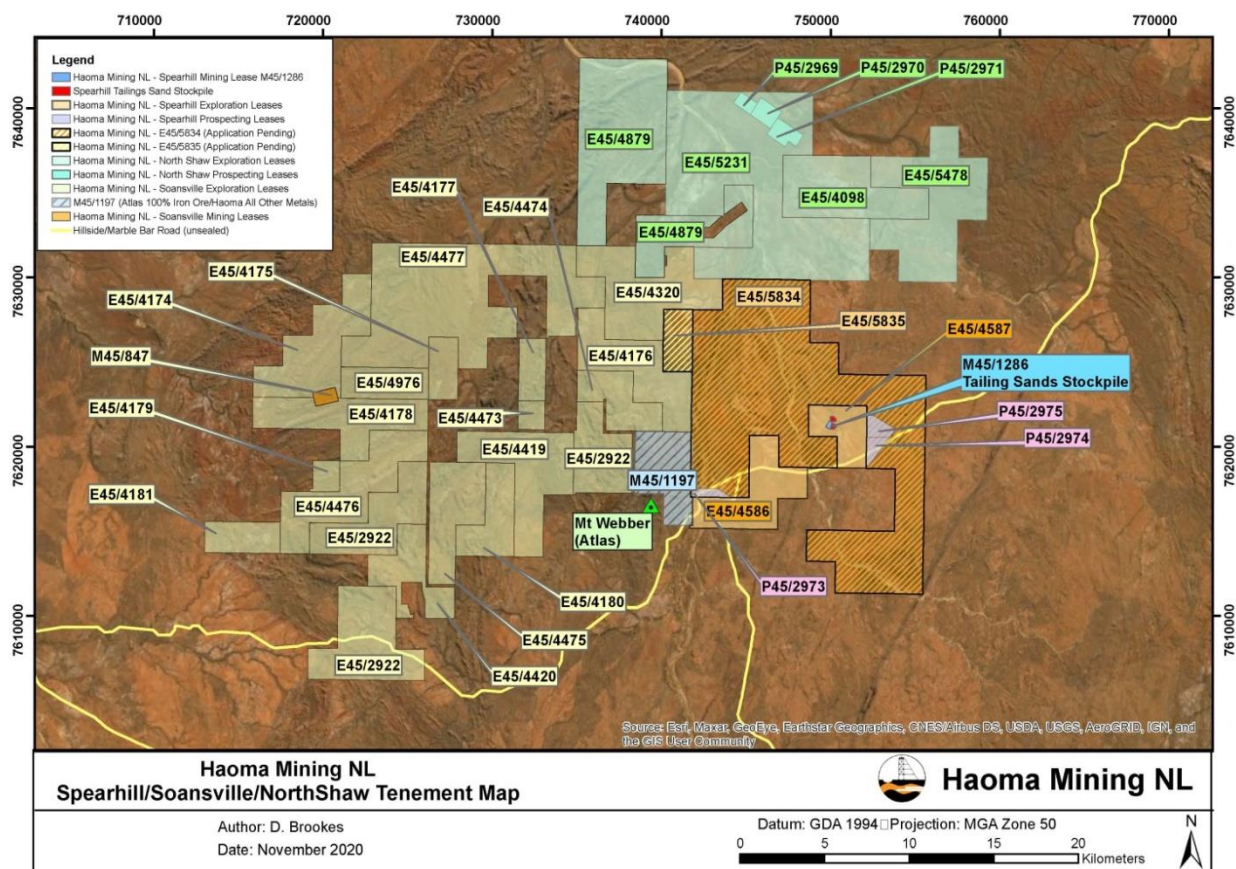 710000
720000
730000
740000
750000
760000
770000
Legend
Haoma Mining NL - Spearhill Mining Lease M45/1286
Spearhill Tailings Sand Stockpile
Haoma Mining NL - Spearhill Exploration Leases
Haoma Mining NL - Spearhill Prospecting Leases
Haoma Mining NL - E45/5834 (Application Pending)
Haoma Mining NL - E45/5835 (Application Pending)
Haoma Mining NL - North Shaw Exploration Leases
Haoma Mining NL - North Shaw Prospecting Leases
Haoma Mining NL - Soansville Exploration Leases
M45/1197 (Atlas 100% Iron Ore/Haoma All Other Metals)
Haoma Mining NL - Soansville Mining Leases
Hillside/Marble Bar Road (unsealed)
P45/2969
P45/2970
P45/2971
7640000
7640000
E45/4879
E45/5231
E45/5478
E45/4098
E45/4177
E45/4474
E45/4879
E45/4477
E45/4175
7630000
7630000
E45/4320
E45/5834
E45/4174
E45/5835
E45/4587
M45/847
E45/4176
M45/1286
Tailing Sands Stockpile
E45/4976
E45/4179
E45/4178
E45/4473
P45/2975
P45/2974
7620000
7620000
E45/4419
E45/2922
M45/1197
E45/4181
E45/4476
E45/4586
Mt Webber
(Atlas)
E45/2922
P45/2973
E45/4180
7610000
7610000
E45/4475
E45/2922
E45/4420
Source: Esri, Maxar, GeoEye, Earthstar Geographics, CNES/Airbus DS, USDA, USGS, AeroGRID, IGN, and
the GIS User Community
Haoma Mining NL
Spearhill/Soansville/NorthShaw Tenement Map
Haoma Mining NL
Author: D. Brookes
Date: November 2020
Datum: GDA 1994 □ Projection: MGA Zone 50
0 5 10 15 20
Kilometers
N